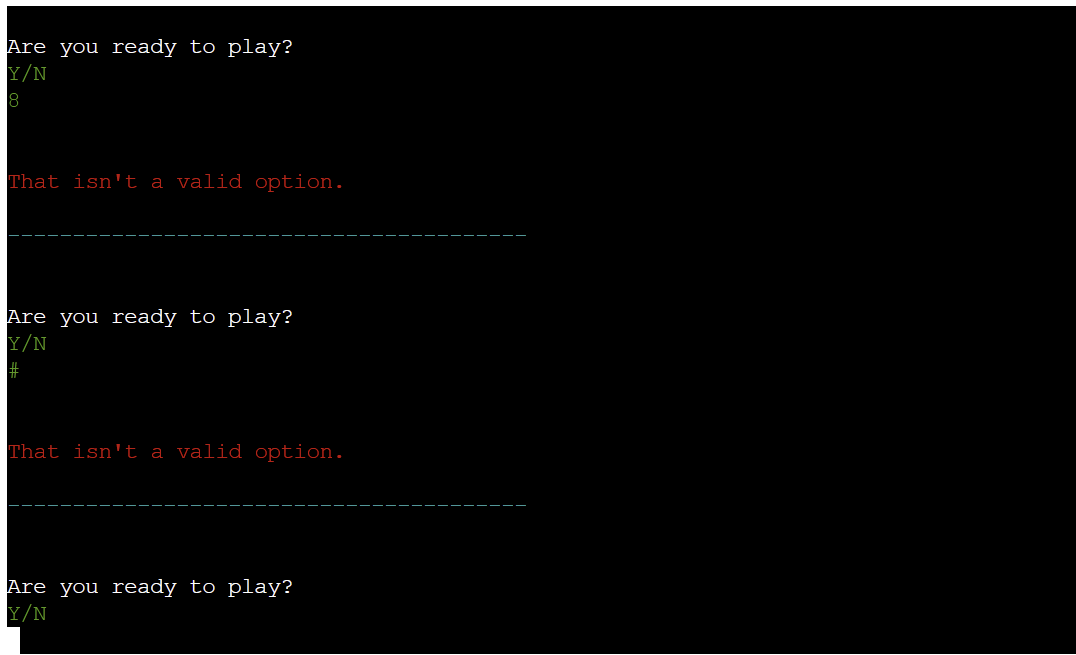 Are you ready to play?
Y/N
8
That isn't a valid option.
----------------------------------------
Are you ready to play?
Y/N
#
That isn't a valid option.
----------------------------------------
Are you ready to play?
Y/N